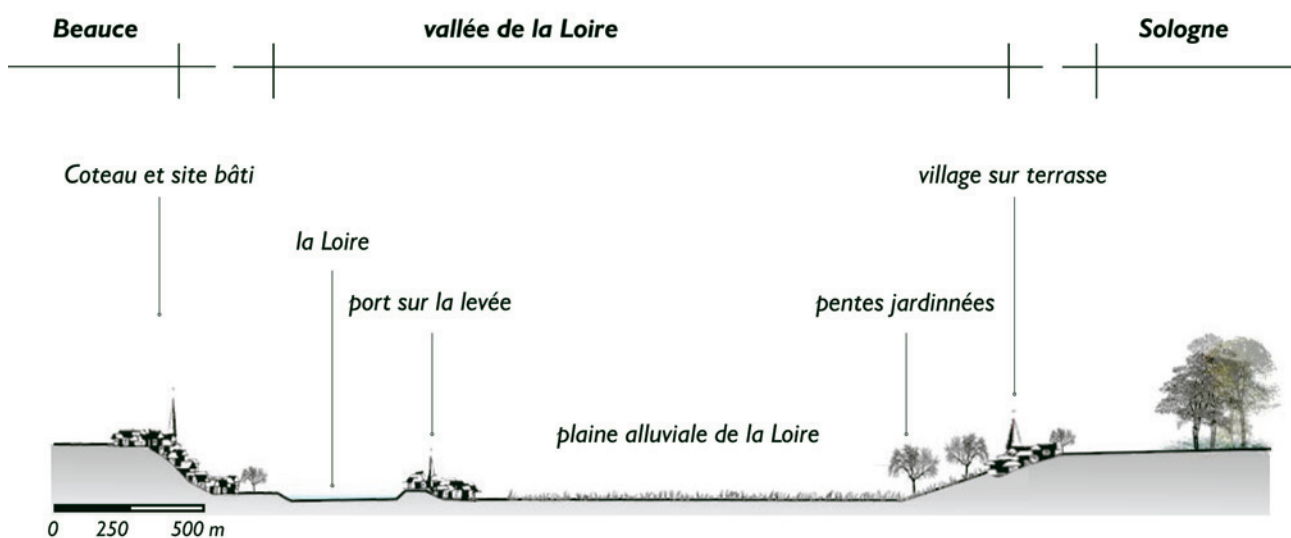 Beauce
vallée de la Loire
Sologne
Coteau et site bâti
village sur terrasse
la Loire
port sur la levée
pentes jardinnées
plaine alluviale de la Loire
0 250 500 m